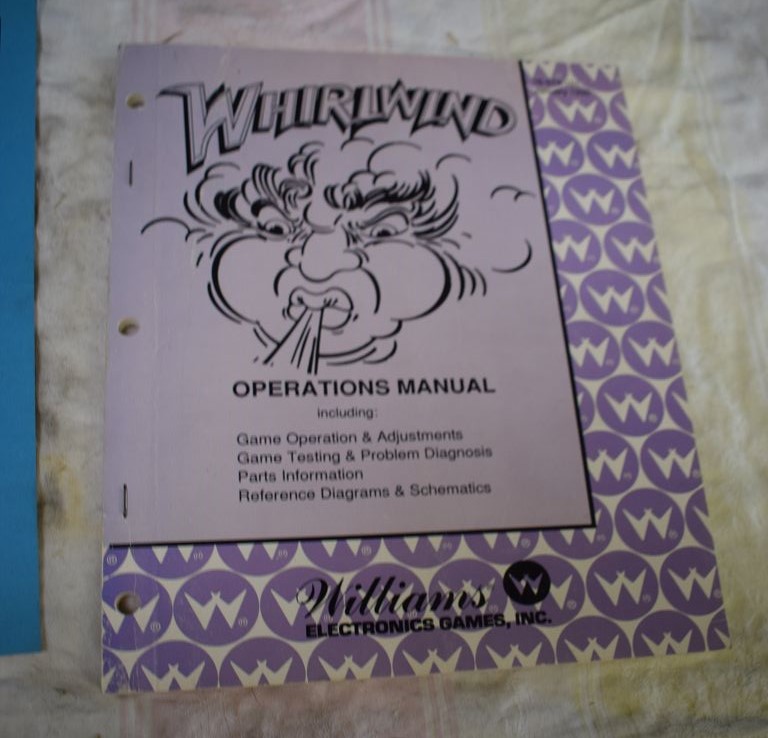 WHIRLWIND
OPERATIONS MANUAL
including:
Game Operation & Adjustments
Game Testing & Problem Diagnosis
Parts Information
Reference Diagrams & Schematics
Williams W
ELECTRONICS GAMES, INC.